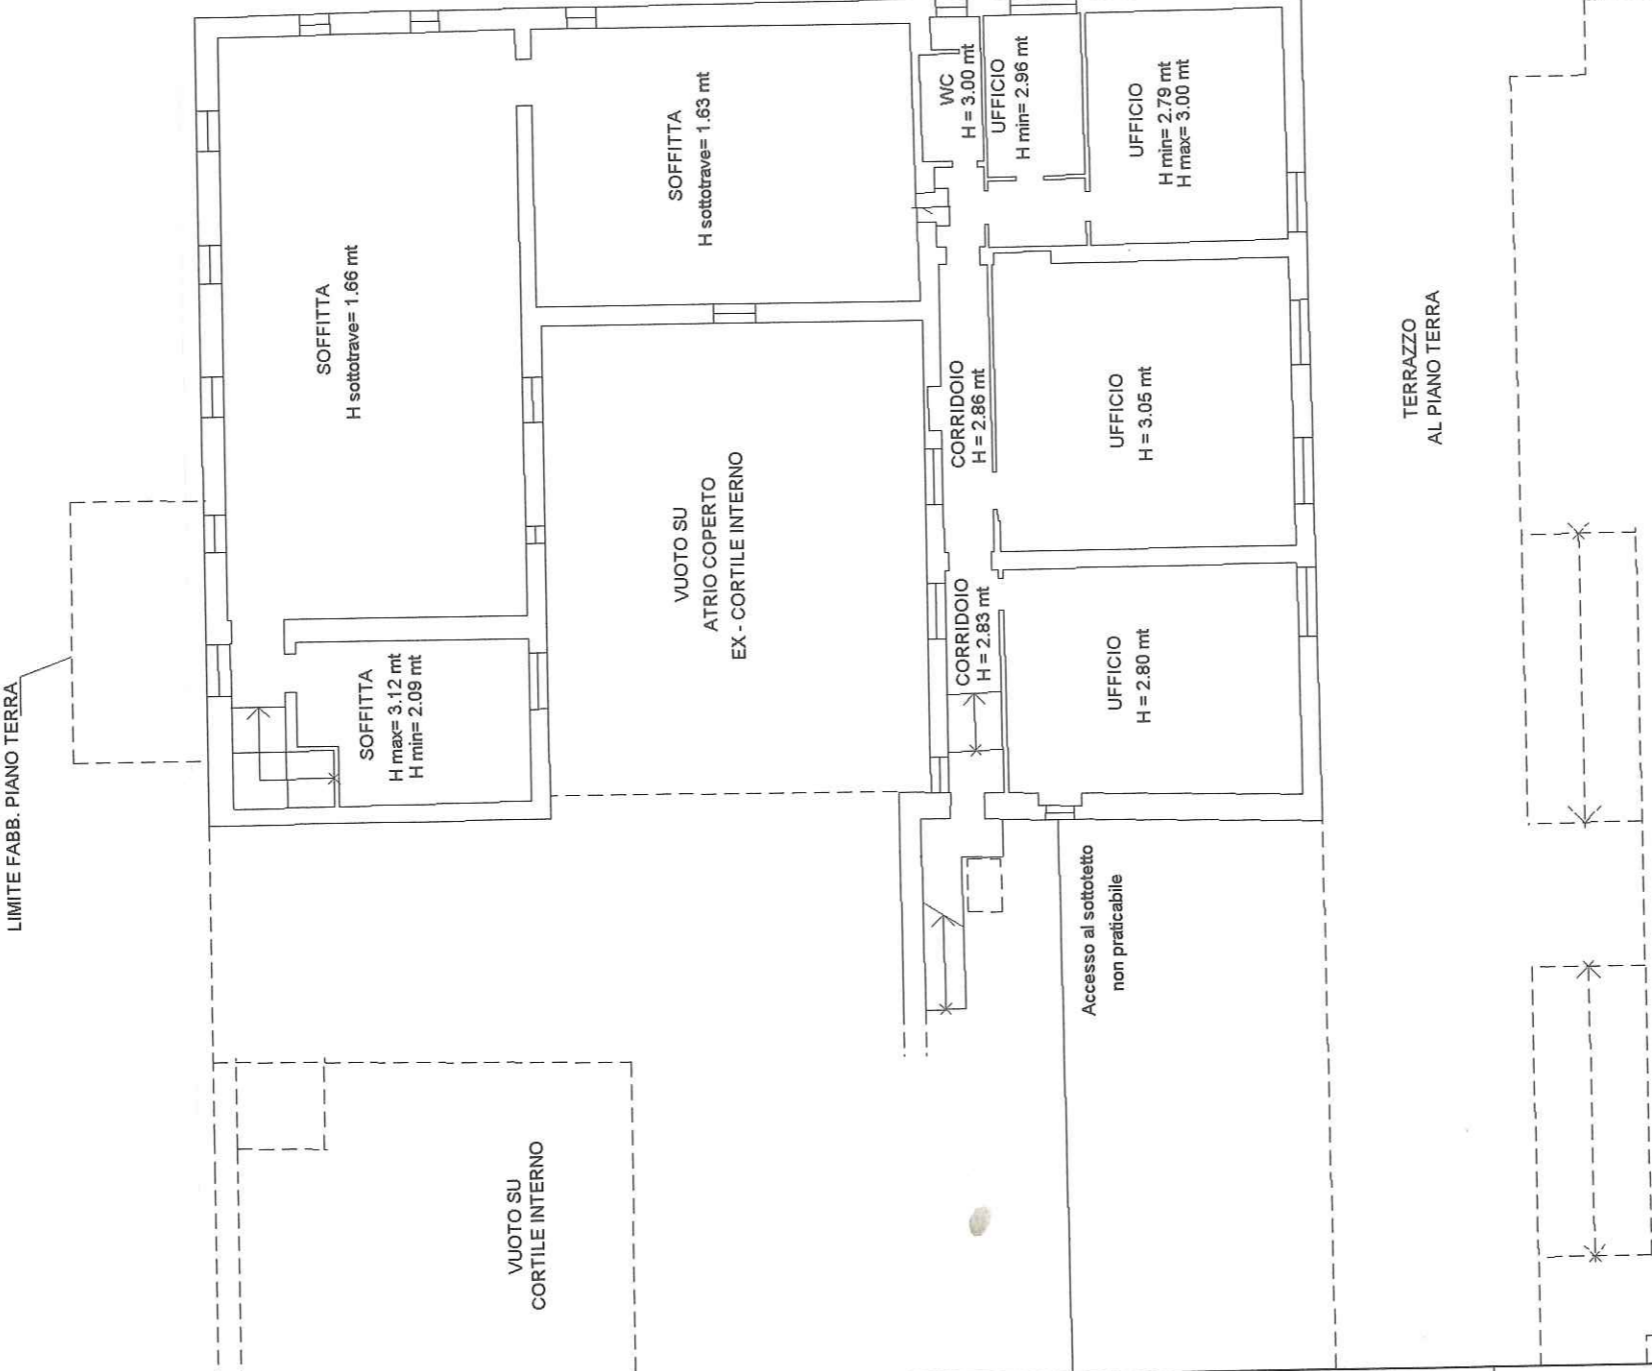 LIMITE FABB. PIANO TERRA
SOFFITTA
H sottotrave= 1.66 mt
SOFFITTA
H sottotrave= 1.63 mt
SOFFITTA
H max= 3.12 mt
H min= 2.09 mt
VUOTO SU
ATRIO COPERTO
EX - CORTILE INTERNO
VUOTO SU
CORTILE INTERNO
WC
H = 3.00 mt
UFFICIO
H min= 2.96 mt
UFFICIO
H min= 2.79 mt
H max= 3.00 mt
CORRIDOIO
H = 2.86 mt
CORRIDOIO
H = 2.83 mt
UFFICIO
H = 3.05 mt
UFFICIO
H = 2.80 mt
Accesso al sottotetto
non praticabile
TERRAZZO
AL PIANO TERRA